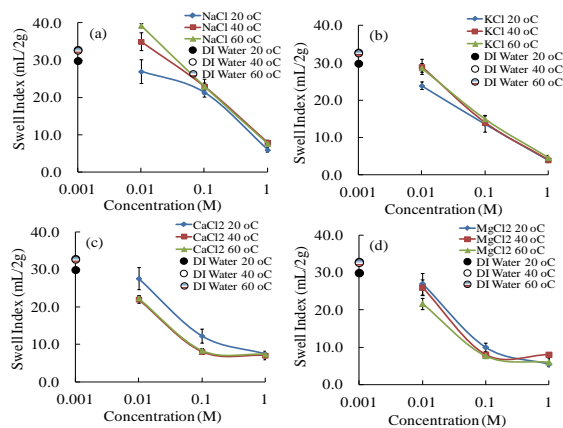 (a)
NaCl 20 oC
NaCl 40 oC
NaCl 60 oC
DI Water 20 oC
DI Water 40 oC
DI Water 60 oC
Swell Index (mL/2g)
40.0
30.0
20.0
10.0
0.0
0.001 0.01 0.1 1
Concentration (M)
(b)
KCl 20 oC
KCl 40 oC
KCl 60 oC
DI Water 20 oC
DI Water 40 oC
DI Water 60 oC
Swell Index (mL/2g)
40.0
30.0
20.0
10.0
0.0
0.001 0.01 0.1 1
Concentration (M)
(c)
CaCl2 20 oC
CaCl2 40 oC
CaCl2 60 oC
DI Water 20 oC
DI Water 40 oC
DI Water 60 oC
Swell Index (mL/2g)
40.0
30.0
20.0
10.0
0.0
0.001 0.01 0.1 1
Concentration (M)
(d)
MgCl2 20 oC
MgCl2 40 oC
MgCl2 60 oC
DI Water 20 oC
DI Water 40 oC
DI Water 60 oC
Swell Index (mL/2g)
40.0
30.0
20.0
10.0
0.0
0.001 0.01 0.1 1
Concentration (M)